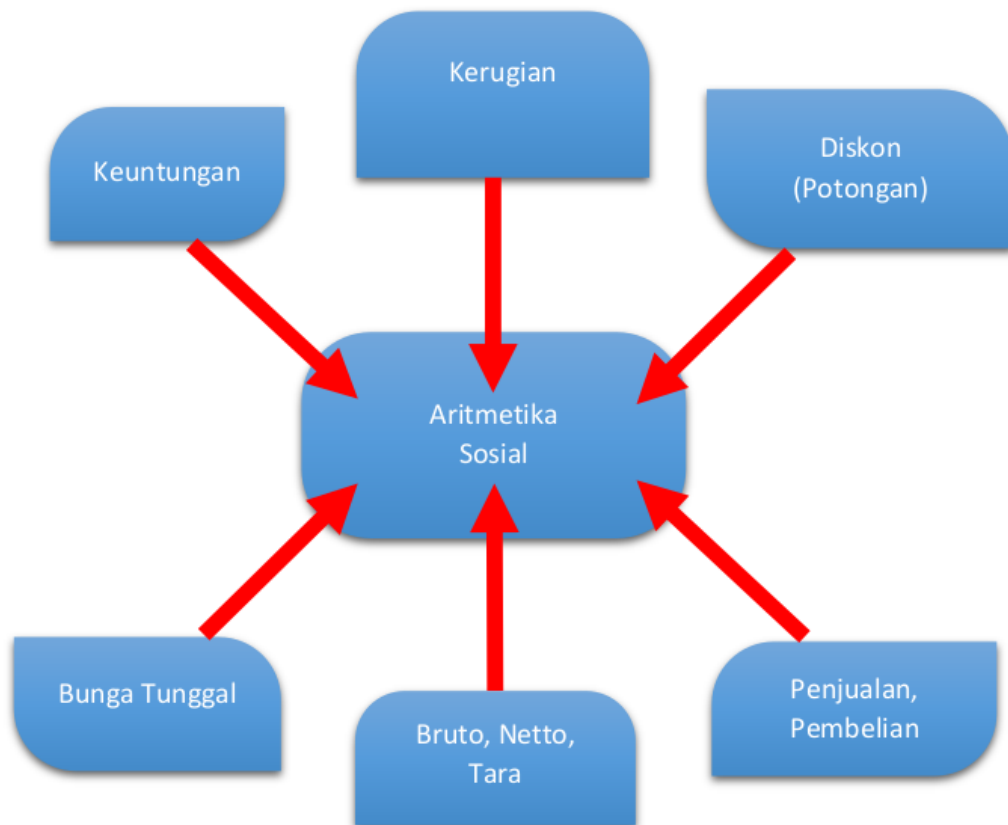 Kerugian
Keuntungan
Diskon
(Potongan)
Aritmetika
Sosial
Bunga Tunggal
Bruto, Netto,
Tara
Penjualan,
Pembelian